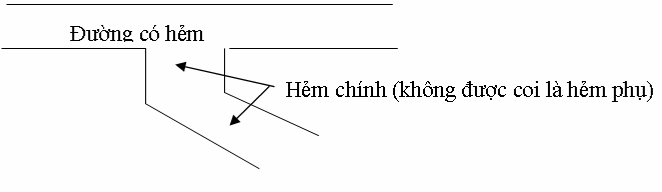 Đường có hẻm
Hẻm chính (không được coi là hẻm phụ)